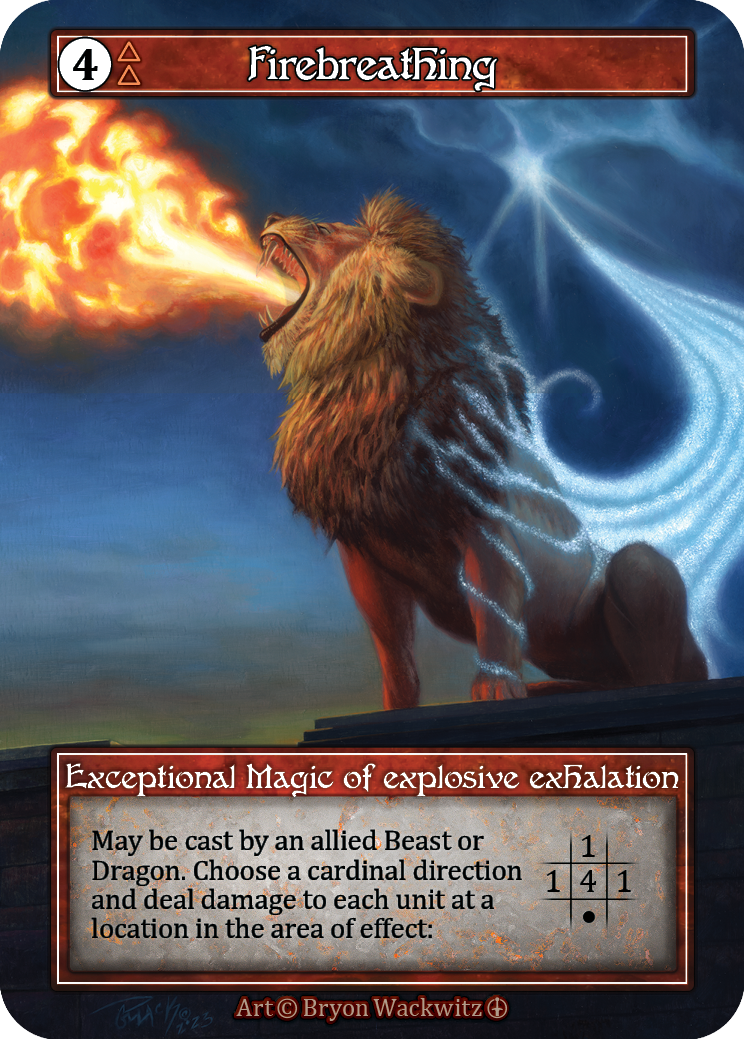 4
Firebreathing
Exceptional Magic of explosive exhalation
May be cast by an allied Beast or
Dragon. Choose a cardinal direction
and deal damage to each unit at a
location in the area of effect:
1
1 4 1
Art © Bryon Wackwitz